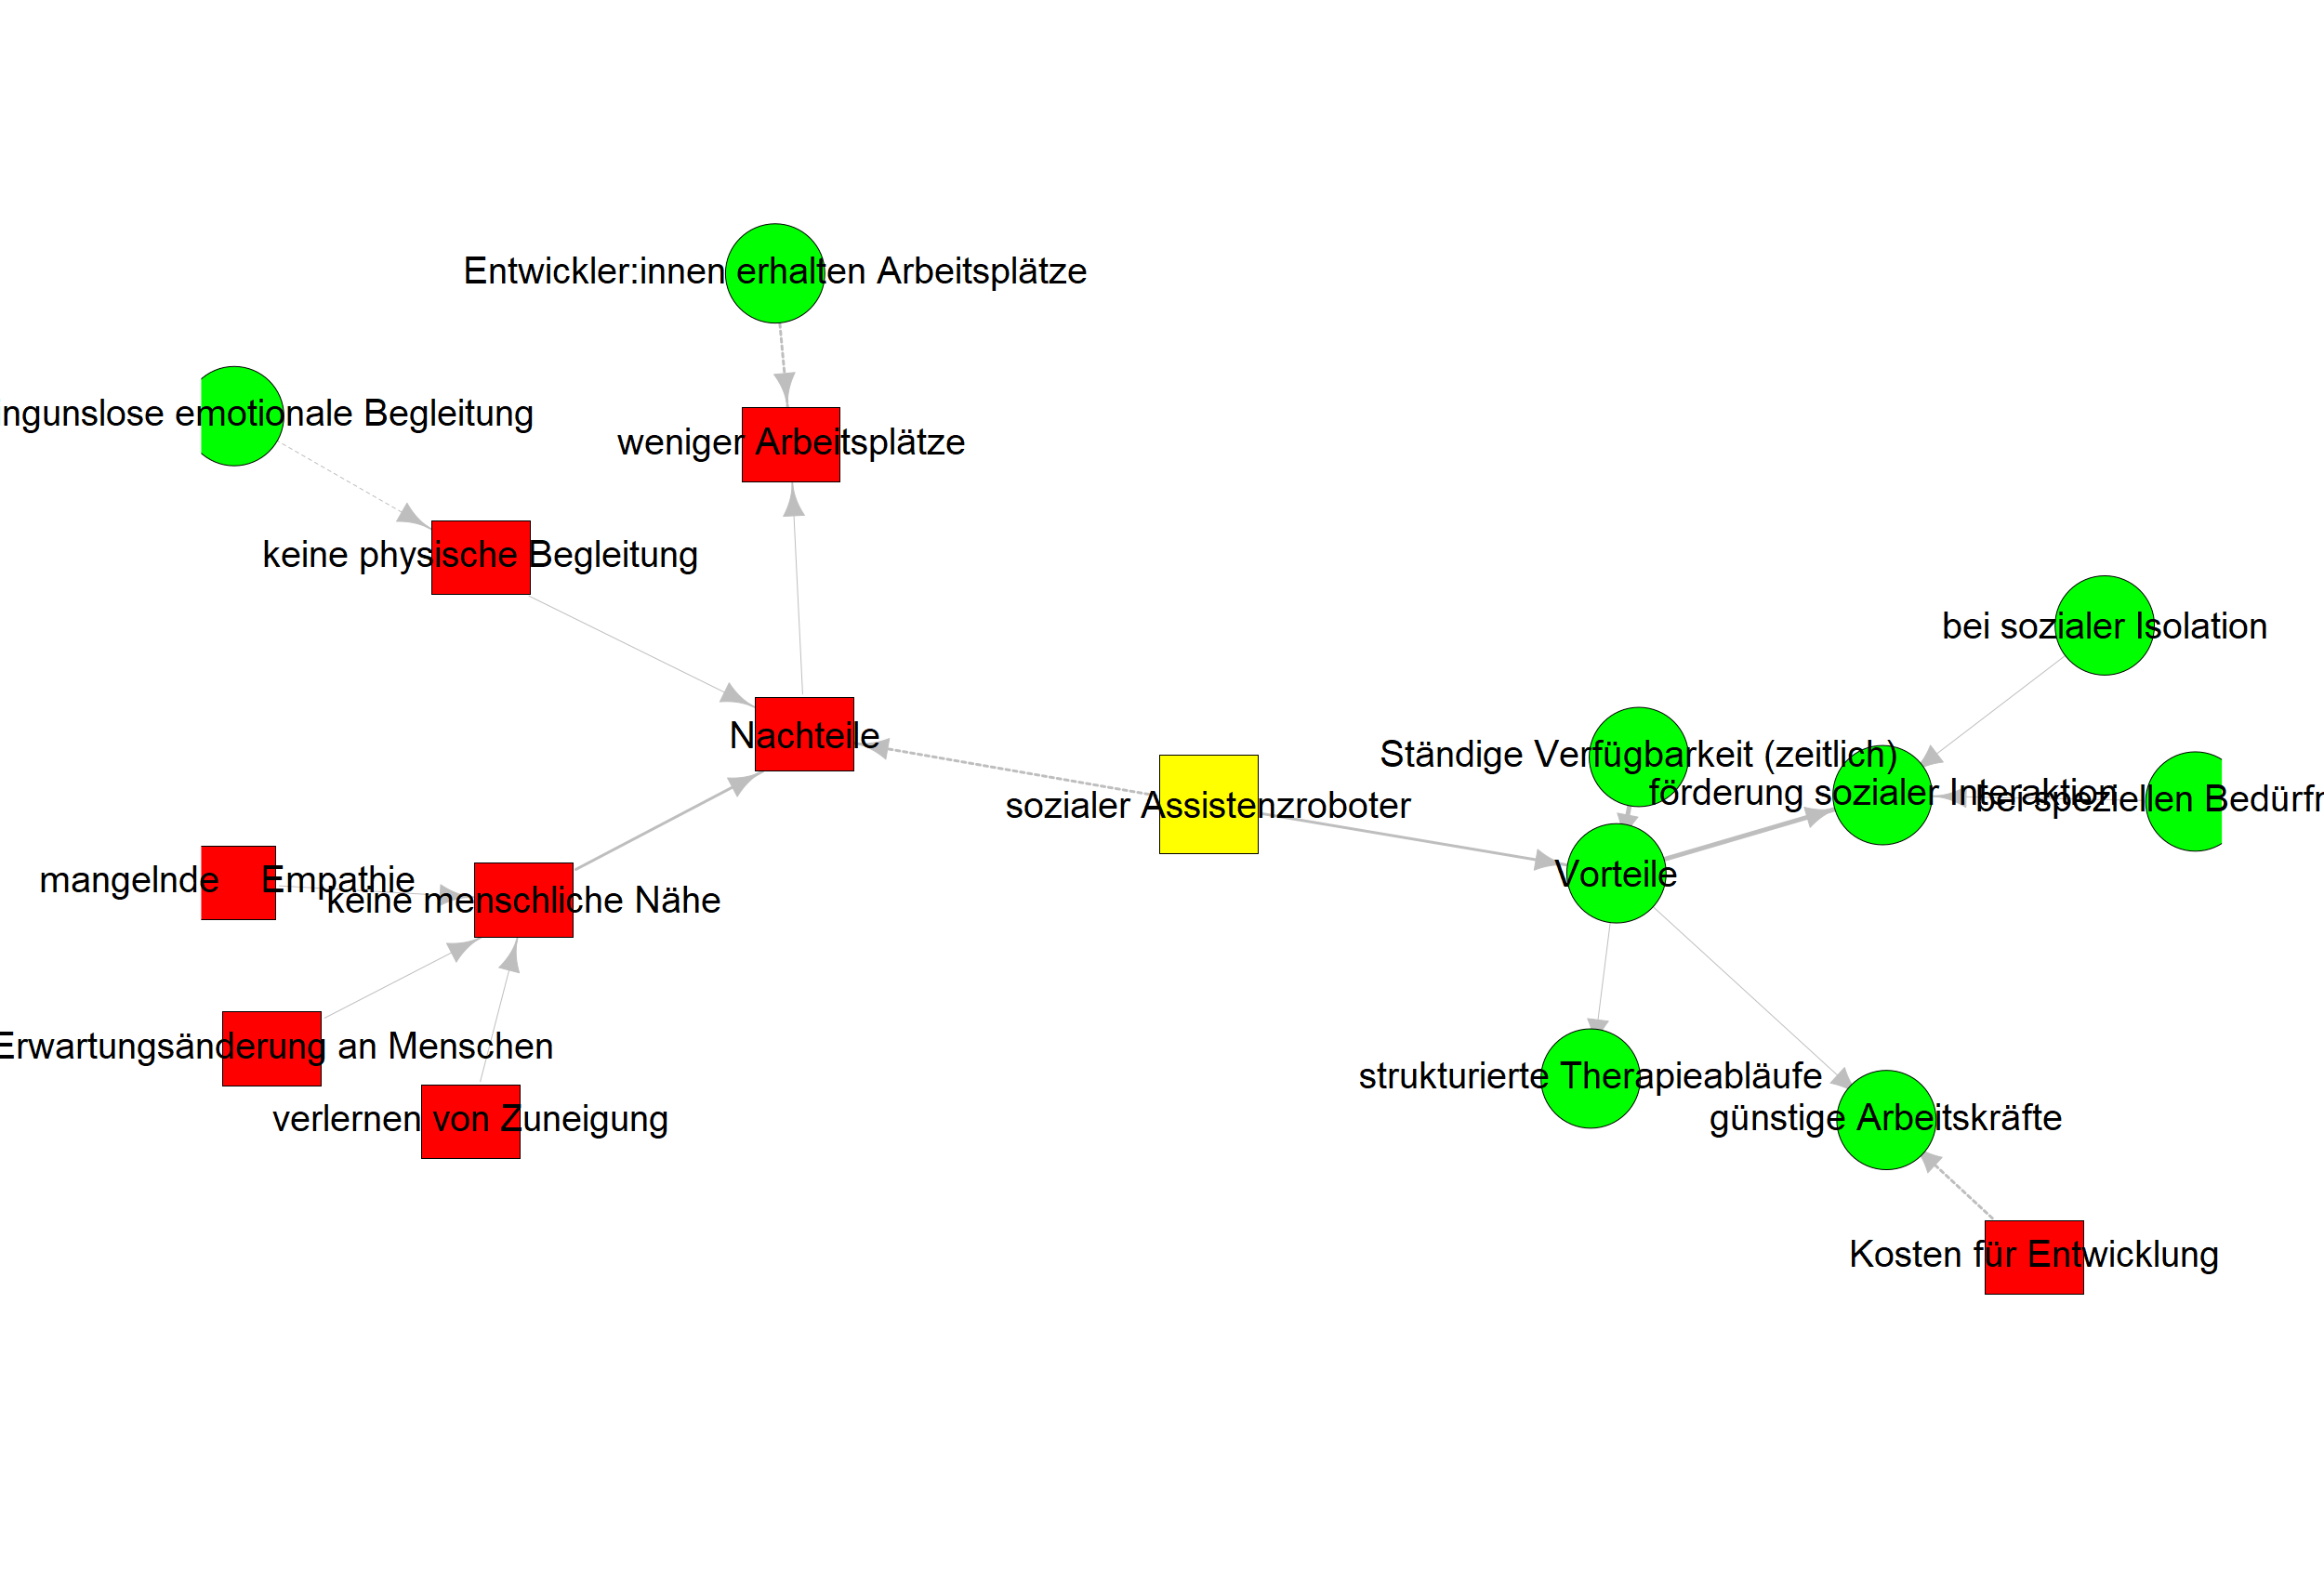 Entwickler:innen erhalten Arbeitsplätze
ngunslose emotionale Begleitung
weniger Arbeitsplätze
keine physische Begleitung
bei sozialer Isolation
Nachteile
Ständige Verfügbarkeit (zeitlich)
förderung sozialer Interaktion
bei speziellen Bedürfn
sozialer Assistenzroboter
Vorteile
mangelnde Empathie
keine menschliche Nähe
Erwartungsänderung an Menschen
strukturierte Therapieabläufe
verlernen von Zuneigung
günstige Arbeitskräfte
Kosten für Entwicklung